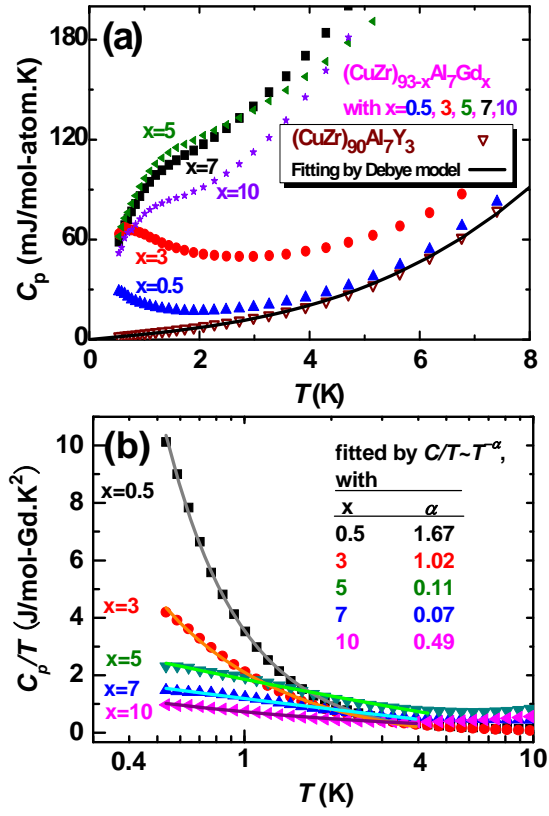 (a)
180
120
60
0
C_p (mJ/mol-atom.K)
x=5
x=7
x=10
x=3
x=0.5
(CuZr)_{93-x}Al_7Gd_x
with x=0.5, 3, 5, 7,10
(CuZr)_{90}Al_7Y_3
Fitting by Debye model
0 2 4 6 8
T(K)
(b)
10
8
6
4
2
0
C_p/T (J/mol-Gd.K^2)
x=0.5
x=3
x=5
x=7
x=10
fitted by C/T~T^{-α},
with
x α
0.5 1.67
3 1.02
5 0.11
7 0.07
10 0.49
0.4 1 4 10
T(K)